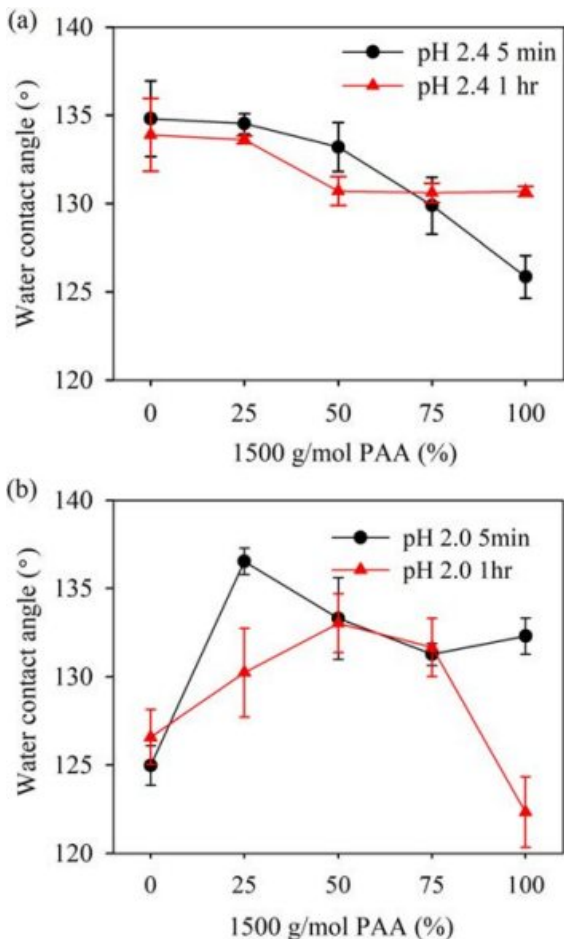 (a)
140
135
130
125
120
Water contact angle (°)
pH 2.4 5 min
pH 2.4 1 hr
0 25 50 75 100
1500 g/mol PAA (%)
(b)
140
135
130
125
120
Water contact angle (°)
pH 2.0 5min
pH 2.0 1hr
0 25 50 75 100
1500 g/mol PAA (%)